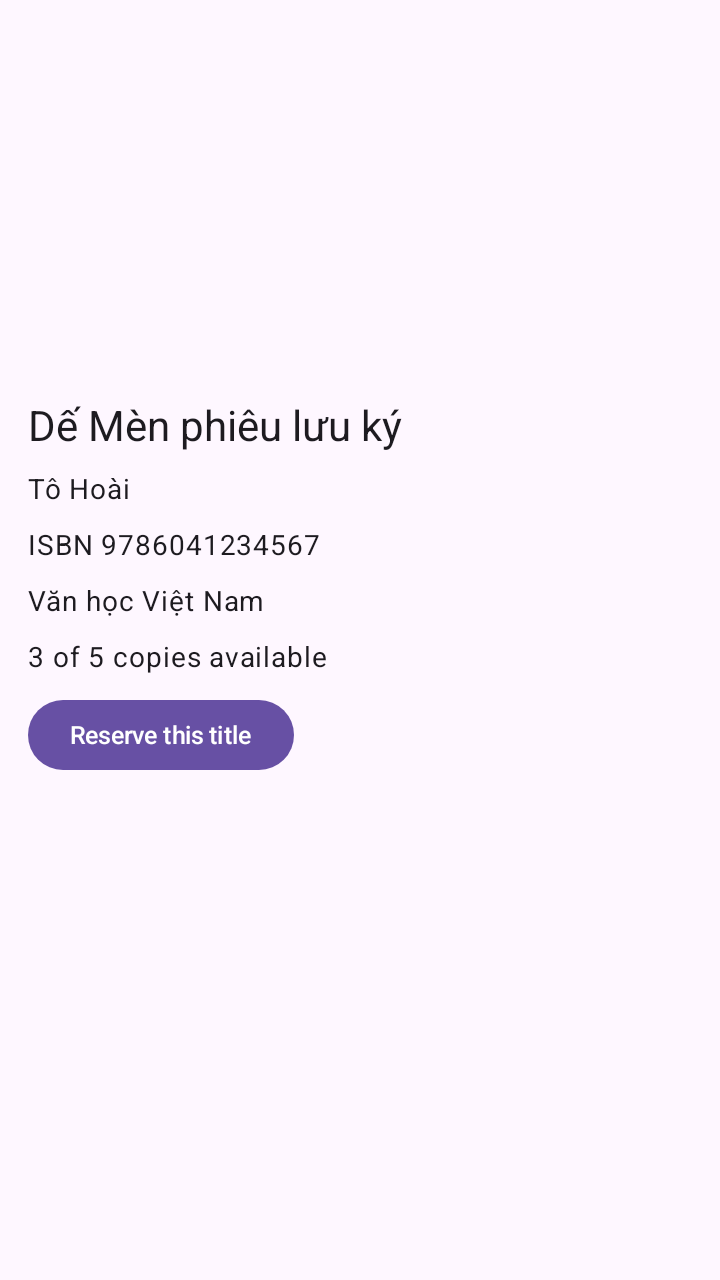 Dế Mèn phiêu lưu ký
Tô Hoài
ISBN 9786041234567
Văn học Việt Nam
3 of 5 copies available
Reserve this title